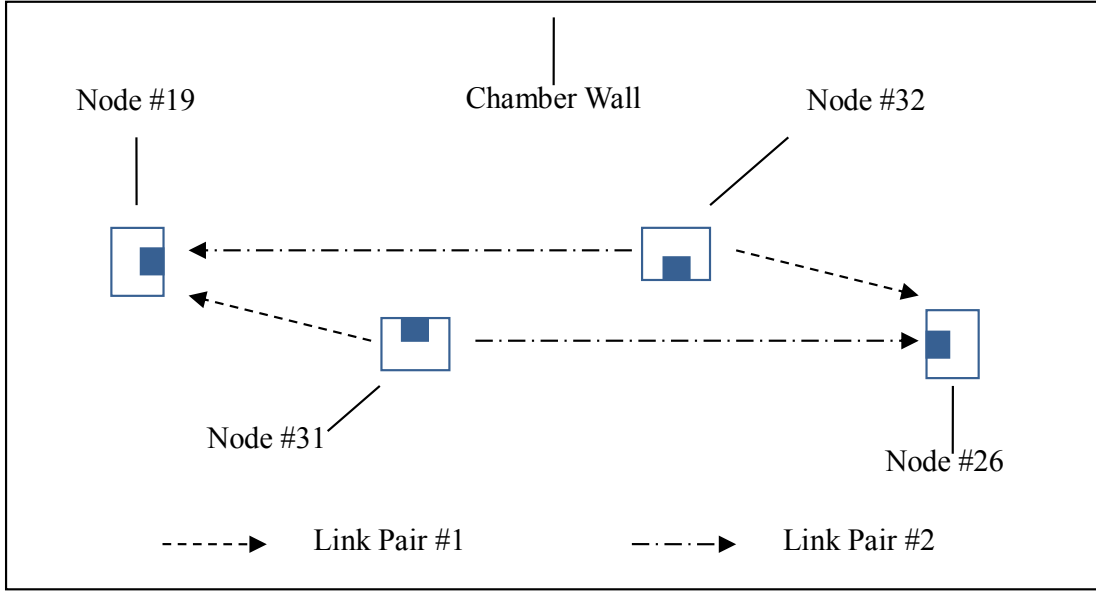 Node #19
Chamber Wall
Node #32
Node #31
Node #26
Link Pair #1
Link Pair #2